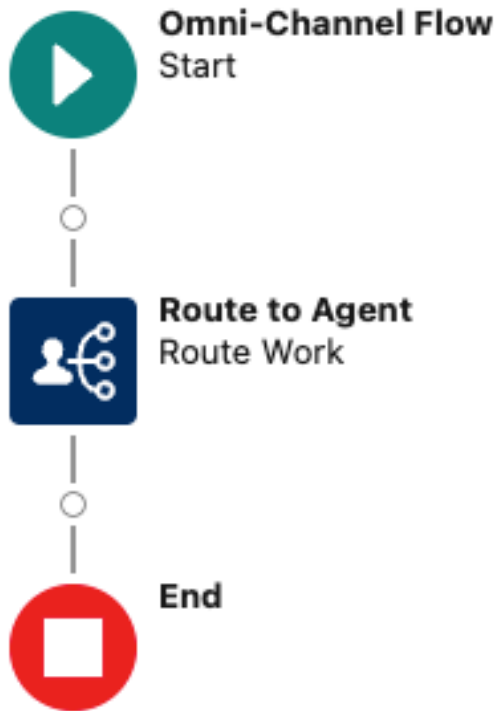 Omni-Channel Flow
Start
Route to Agent
Route Work
End